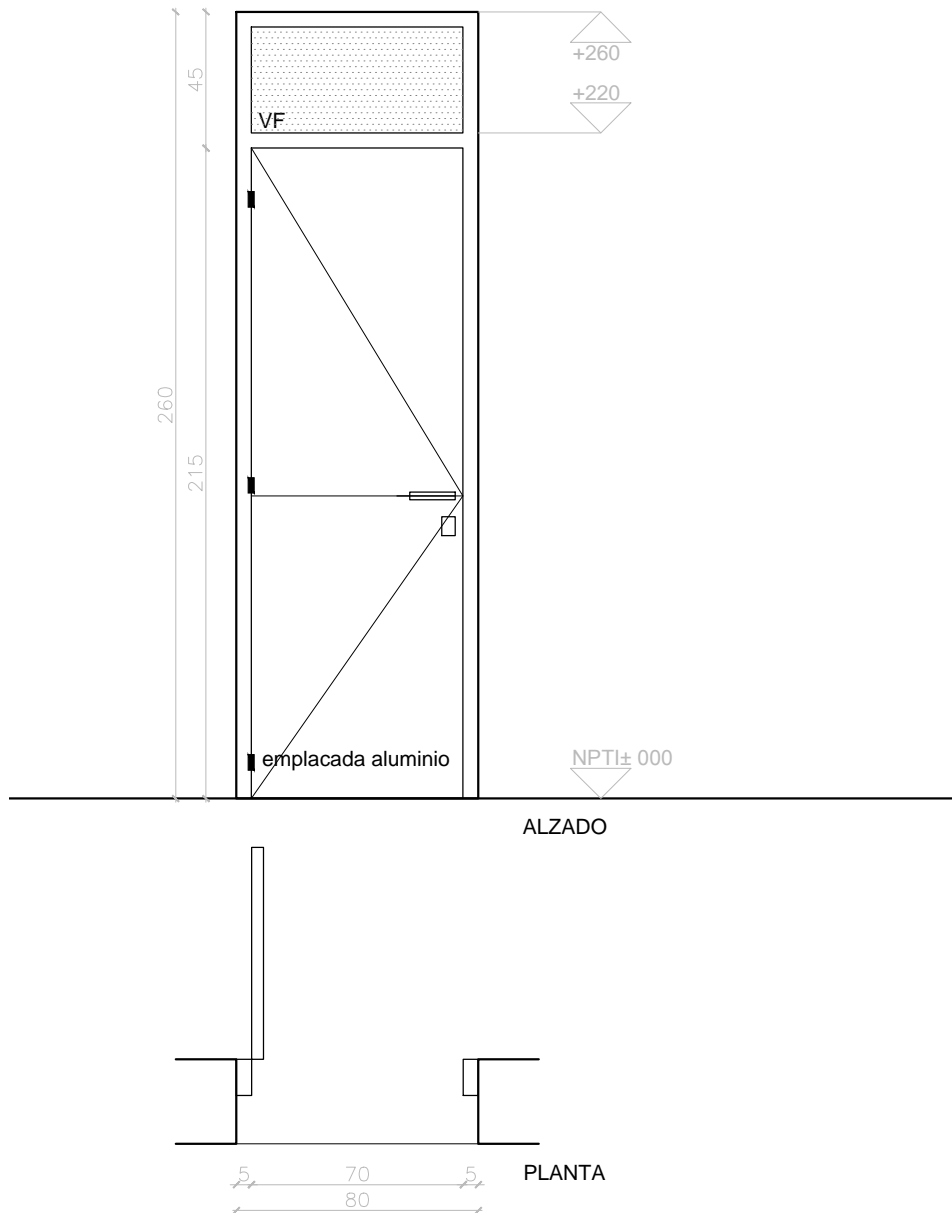 +260
45
+220
VF
260
215
emplacada aluminio
NPTI± 000
ALZADO
5 70 5
PLANTA
80